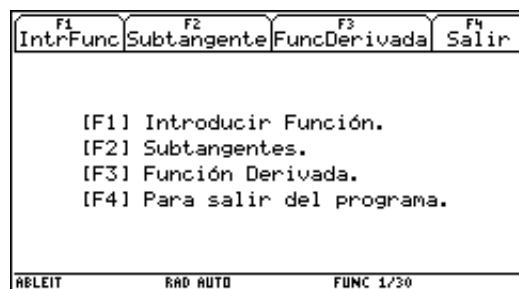 F1 F2 F3 F4
IntrFunc Subtangente FuncDerivada Salir
[F1] Introducir Función.
[F2] Subtangentes.
[F3] Función Derivada.
[F4] Para salir del programa.
ABLEIT RAD AUTO FUNC 1/30